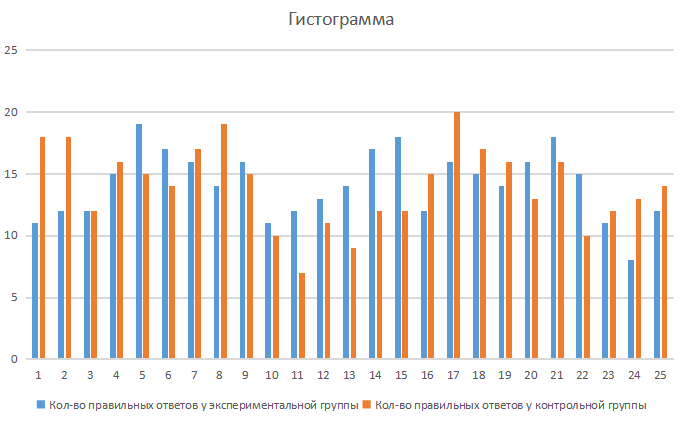 Гистограмма
25
20
15
10
5
0
1 2 3 4 5 6 7 8 9 10 11 12 13 14 15 16 17 18 19 20 21 22 23 24 25
Кол-во правильных ответов у экспериментальной группы Кол-во правильных ответов у контрольной группы